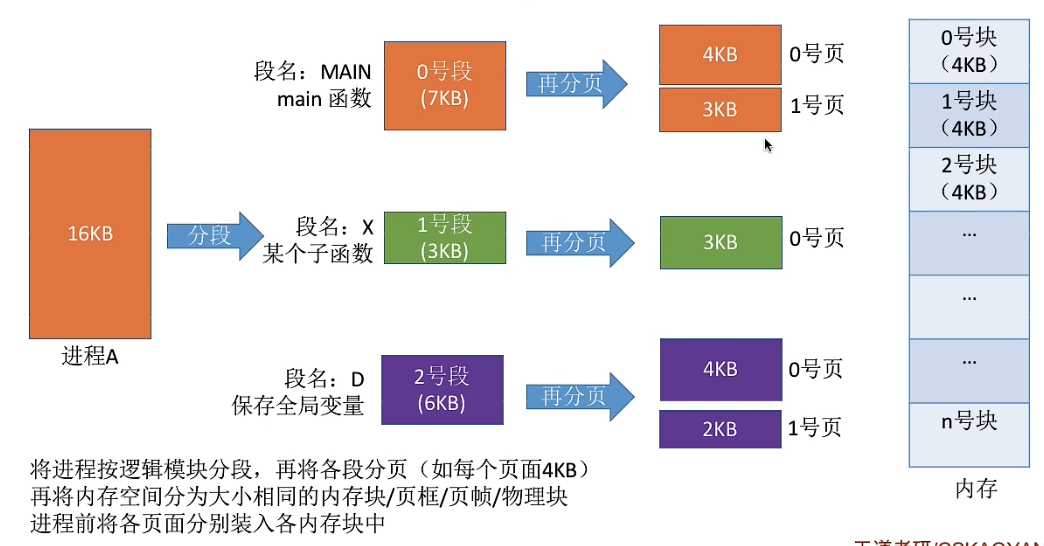 段名：MAIN
main 函数
0号段
(7KB)
再分页
4KB
0号页
3KB
1号页
16KB
进程A
分段
段名：X
某个子函数
1号段
(3KB)
再分页
3KB
0号页
段名：D
保存全局变量
2号段
(6KB)
再分页
4KB
0号页
2KB
1号页
0号块
（4KB）
1号块
（4KB）
2号块
（4KB）
...
...
...
n号块
内存
将进程按逻辑模块分段，再将各段分页（如每个页面4KB）
再将内存空间分为大小相同的内存块/页框/页帧/物理块
进程前将各页面分别装入各内存块中